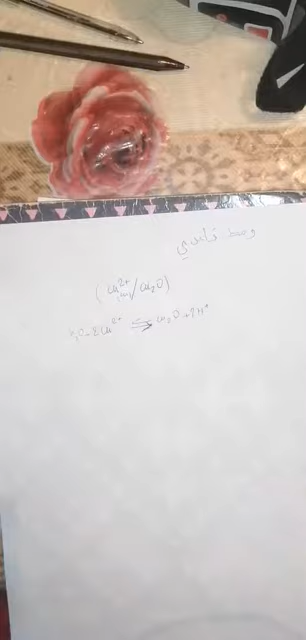 وسط قاعدي
(Cu²⁺/Cu₂O)
H₂O + 2Cu²⁺ ⇌ Cu₂O + 2H⁺